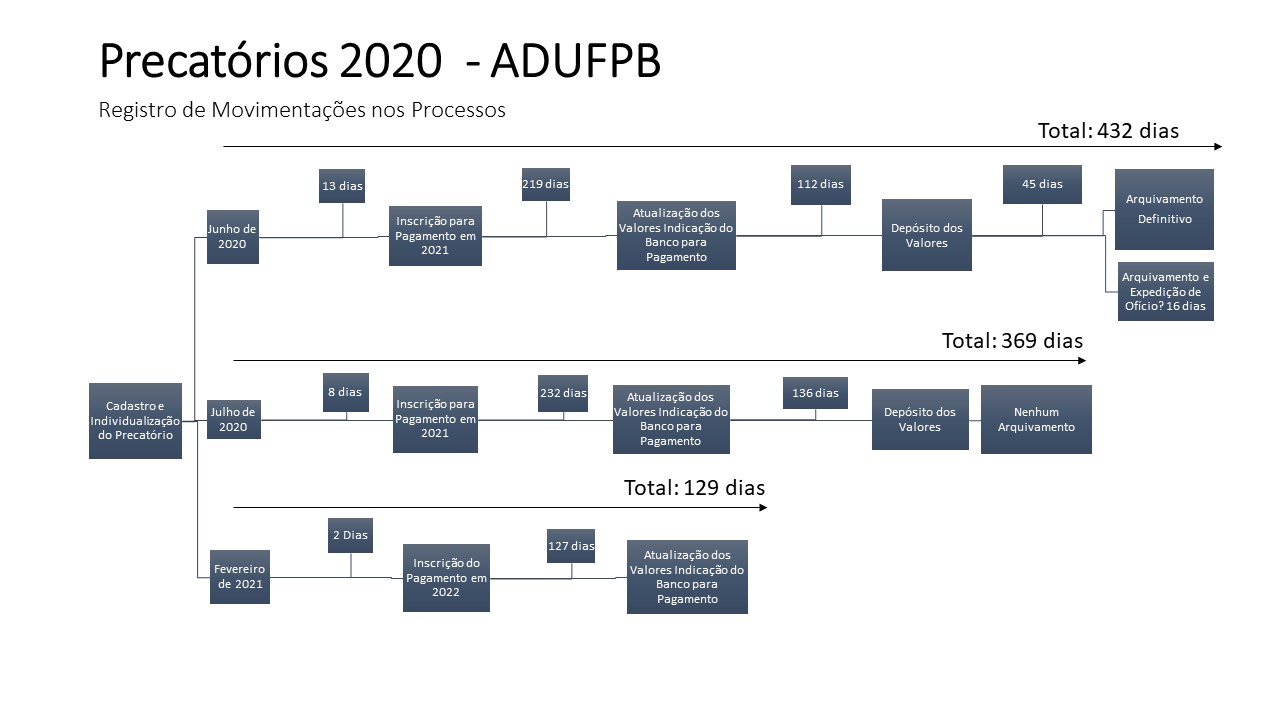 Precatórios 2020 - ADUFPB
Registro de Movimentações nos Processos
Total: 432 dias
13 dias
219 dias
112 dias
45 dias
Junho de
2020
Inscrição para
Pagamento em
2021
Atualização dos
Valores Indicação do
Banco para
Pagamento
Depósito dos
Valores
Arquivamento
Definitivo
Arquivamento e
Expedição de
Ofício? 16 dias
Total: 369 dias
Cadastro e
Individualização
do Precatório
8 dias
232 dias
136 dias
Julho de
2020
Inscrição para
Pagamento em
2021
Atualização dos
Valores Indicação do
Banco para
Pagamento
Depósito dos
Valores
Nenhum
Arquivamento
Total: 129 dias
2 Dias
127 dias
Fevereiro
de 2021
Inscrição do
Pagamento em
2022
Atualização dos
Valores Indicação do
Banco para
Pagamento